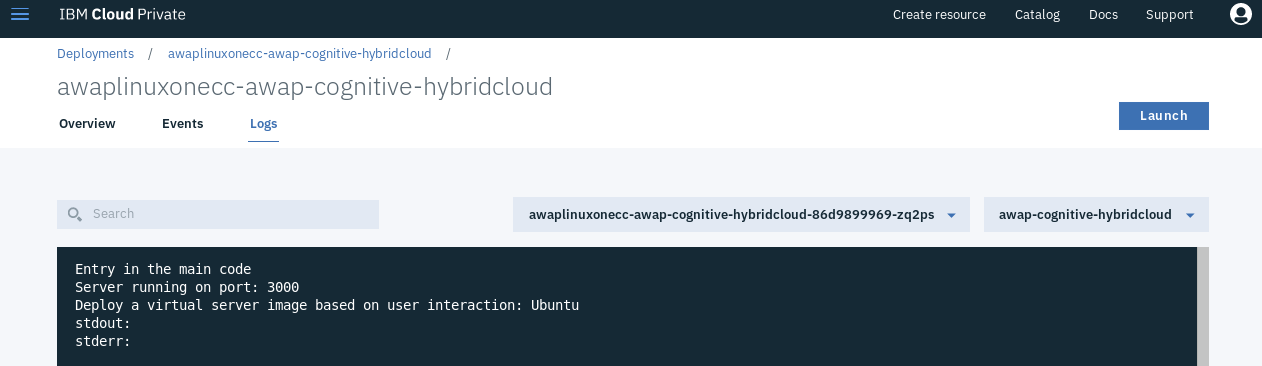 IBM Cloud Private Create resource Catalog Docs Support
Deployments / awaplinuxonecc-awap-cognitive-hybridcloud /
awaplinuxonecc-awap-cognitive-hybridcloud
Launch
Overview Events Logs
Search awaplinuxonecc-awap-cognitive-hybridcloud-86d9899969-zq2ps awap-cognitive-hybridcloud
Entry in the main code
Server running on port: 3000
Deploy a virtual server image based on user interaction: Ubuntu
stdout:
stderr: